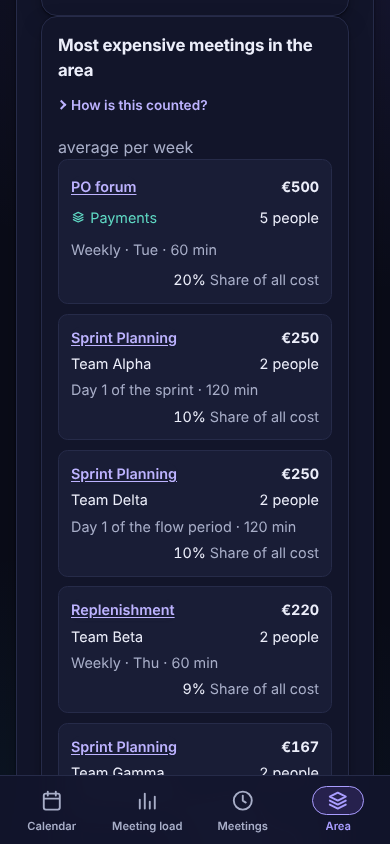 Most expensive meetings in the
area
How is this counted?
average per week
PO forum €500
Payments 5 people
Weekly · Tue · 60 min
20% Share of all cost
Sprint Planning €250
Team Alpha 2 people
Day 1 of the sprint · 120 min
10% Share of all cost
Sprint Planning €250
Team Delta 2 people
Day 1 of the flow period · 120 min
10% Share of all cost
Replenishment €220
Team Beta 2 people
Weekly · Thu · 60 min
9% Share of all cost
Sprint Planning €167
Team Gamma 2 people
Calendar Meeting load Meetings Area